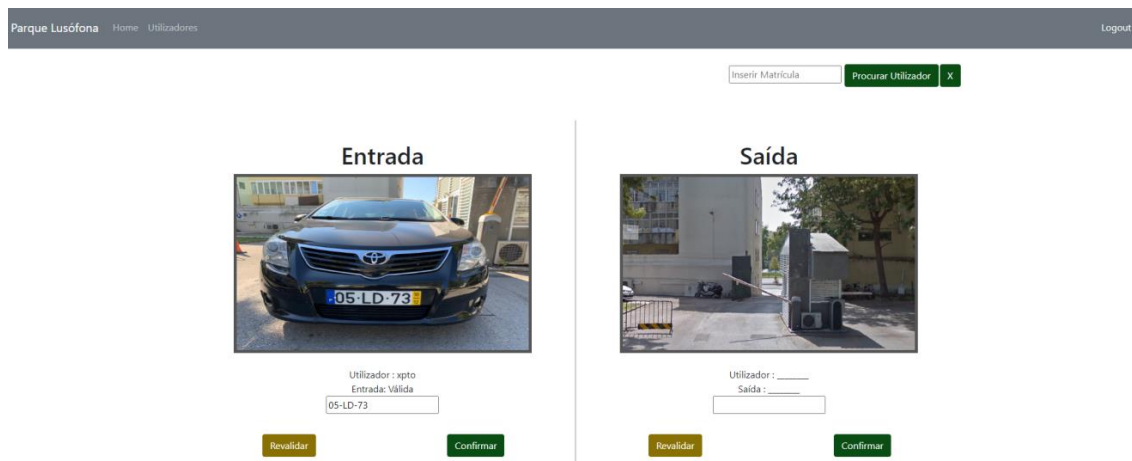 Parque Lusófona Home Utilizadores Logout
Inserir Matrícula Procurar Utilizador X
Entrada
05-LD-73
Utilizador : xpto
Entrada: Válida
05-LD-73
Revalidar Confirmar
Saída
Utilizador : _______
Saída : _______
Revalidar Confirmar